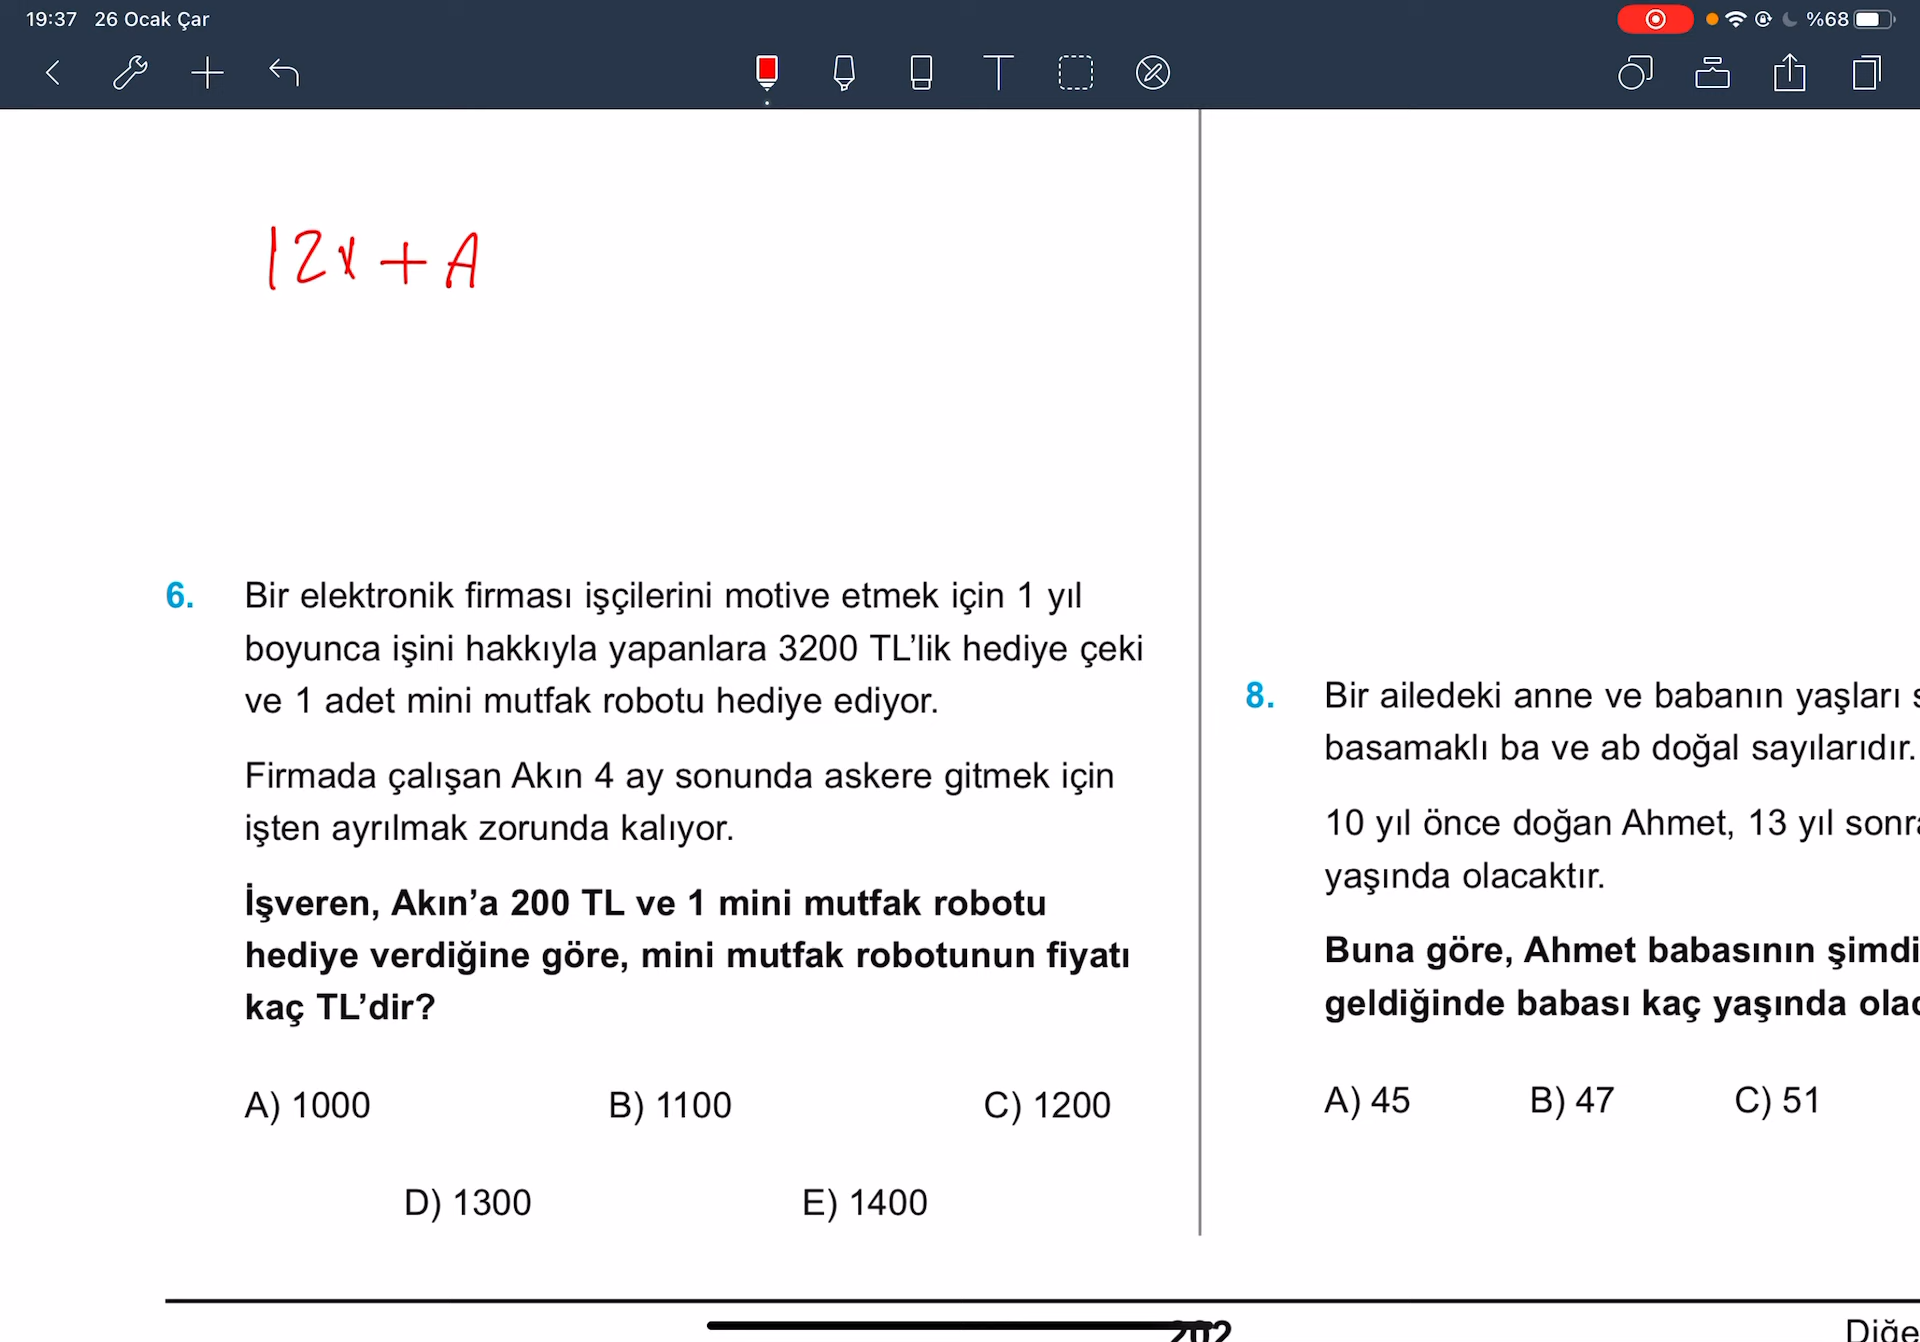 19:37 26 Ocak Çar
%68
12x+A
6. Bir elektronik firması işçilerini motive etmek için 1 yıl
boyunca işini hakkıyla yapanlara 3200 TL'lik hediye çeki
ve 1 adet mini mutfak robotu hediye ediyor.
Firmada çalışan Akın 4 ay sonunda askere gitmek için
işten ayrılmak zorunda kalıyor.
İşveren, Akın'a 200 TL ve 1 mini mutfak robotu
hediye verdiğine göre, mini mutfak robotunun fiyatı
kaç TL'dir?
A) 1000 B) 1100 C) 1200
D) 1300 E) 1400
8. Bir ailedeki anne ve babanın yaşları
basamaklı ba ve ab doğal sayılarıdır.
10 yıl önce doğan Ahmet, 13 yıl
yaşında olacaktır.
Buna göre, Ahmet babasının
geldiğinde babası kaç yaşında
A) 45 B) 47 C) 51
202